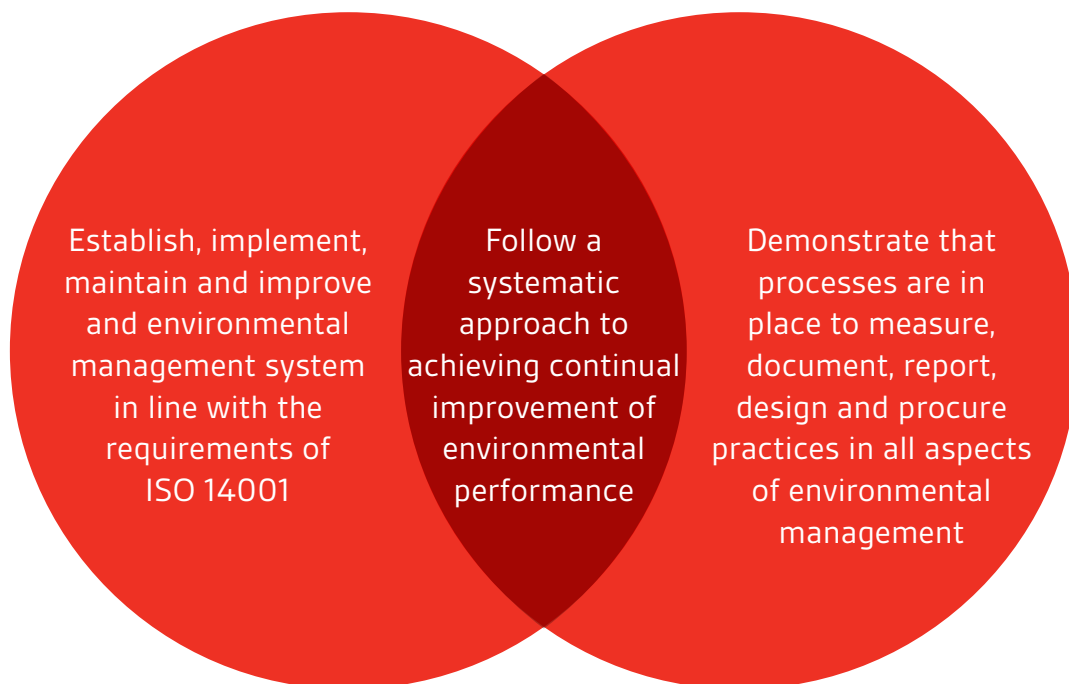 Establish, implement,
maintain and improve
and environmental
management system
in line with the
requirements of
ISO 14001
Follow a
systematic
approach to
achieving continual
improvement of
environmental
performance
Demonstrate that
processes are in
place to measure,
document, report,
design and procure
practices in all aspects
of environmental
management